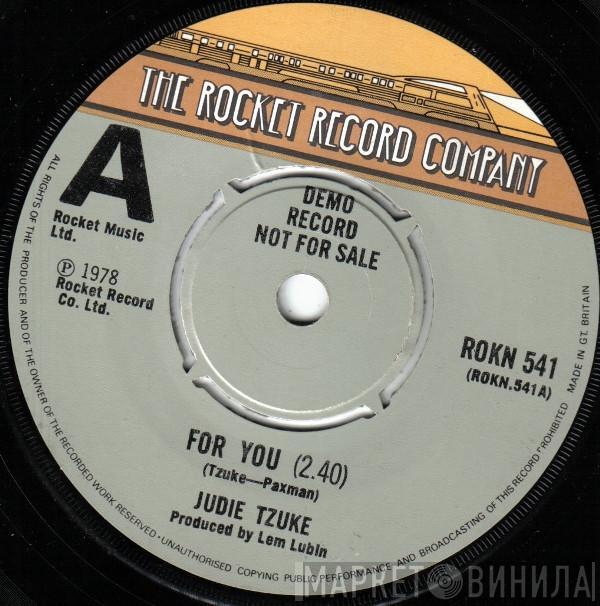 THE ROCKET RECORD COMPANY
A
Rocket Music
Ltd.
℗ 1978
Rocket Record
Co. Ltd.
DEMO
RECORD
NOT FOR SALE
ROKN 541
(ROKN.541A)
FOR YOU (2.40)
(Tzuke—Paxman)
JUDIE TZUKE
Produced by Lem Lubin
ALL RIGHTS OF THE PRODUCER AND OF THE OWNER OF THE RECORDED WORK RESERVED • UNAUTHORISED COPYING PUBLIC PERFORMANCE AND BROADCASTING OF THIS RECORD PROHIBITED MADE IN GT. BRITAIN
МАРКЕТ ВИНИЛА